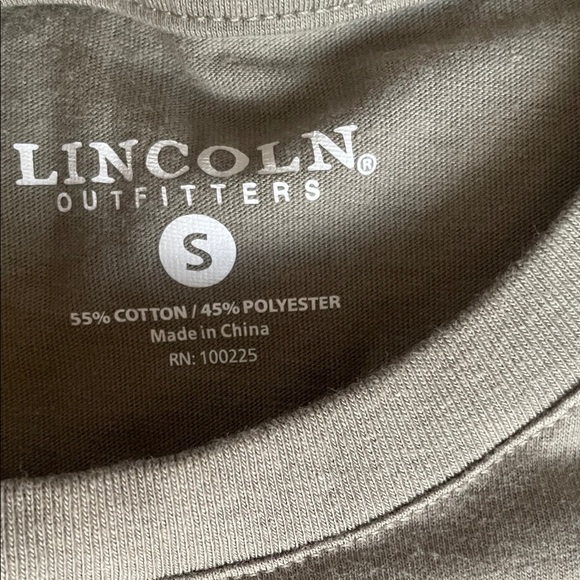 LINCOLN®
OUTFITTERS
S
55% COTTON / 45% POLYESTER
Made in China
RN: 100225